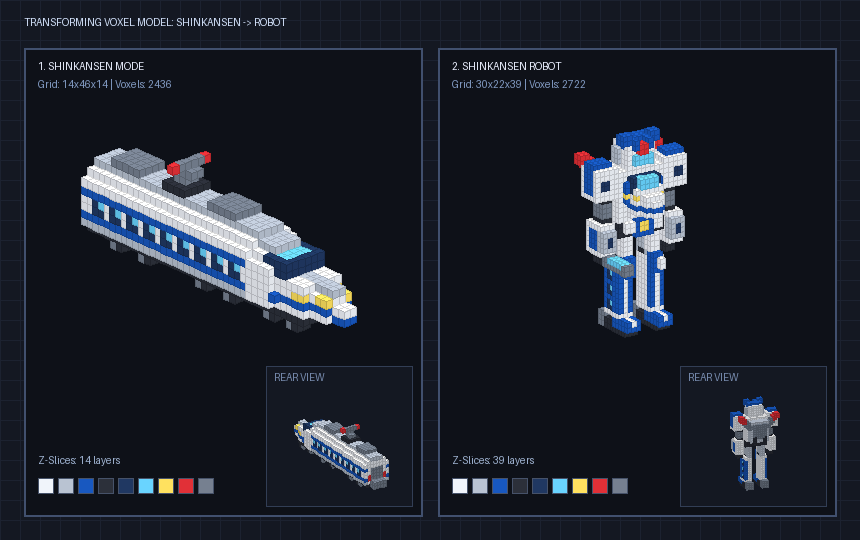 TRANSFORMING VOXEL MODEL: SHINKANSEN -> ROBOT
1. SHINKANSEN MODE
Grid: 14x46x14 | Voxels: 2436
REAR VIEW
Z-Slices: 14 layers
2. SHINKANSEN ROBOT
Grid: 30x22x39 | Voxels: 2722
REAR VIEW
Z-Slices: 39 layers